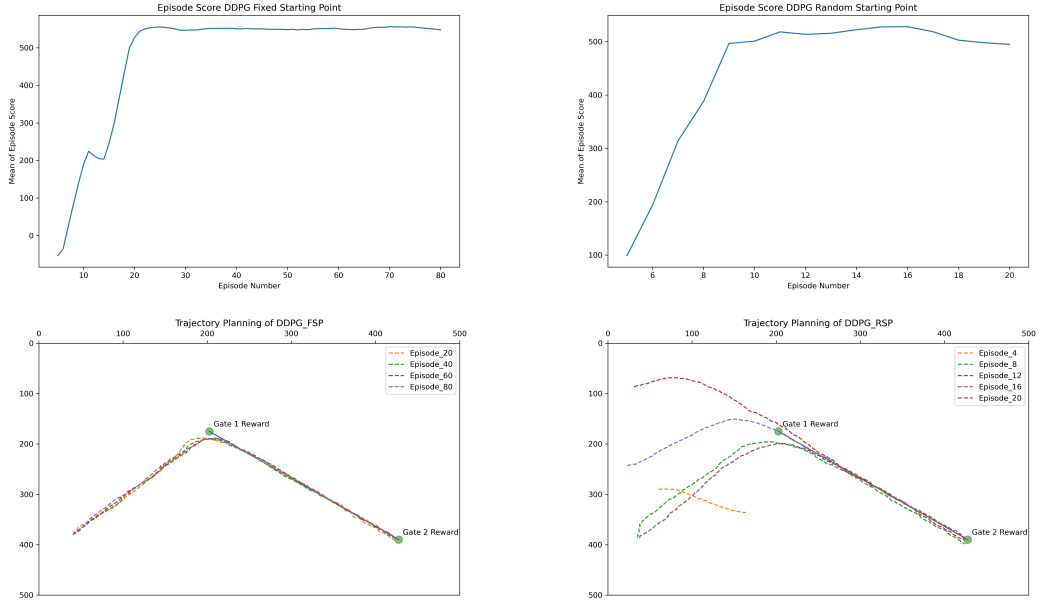 Episode Score DDPG Fixed Starting Point
500
400
300
200
100
0
Mean of Episode Score
10 20 30 40 50 60 70 80
Episode Number
Episode Score DDPG Random Starting Point
500
400
300
200
100
Mean of Episode Score
6 8 10 12 14 16 18 20
Episode Number
Trajectory Planning of DDPG_FSP
0 100 200 300 400 500
0
100
200
300
400
500
Episode_20
Episode_40
Episode_60
Episode_80
Gate 1 Reward
Gate 2 Reward
Trajectory Planning of DDPG_RSP
0 100 200 300 400 500
0
100
200
300
400
500
Episode_4
Episode_8
Episode_12
Episode_16
Episode_20
Gate 1 Reward
Gate 2 Reward